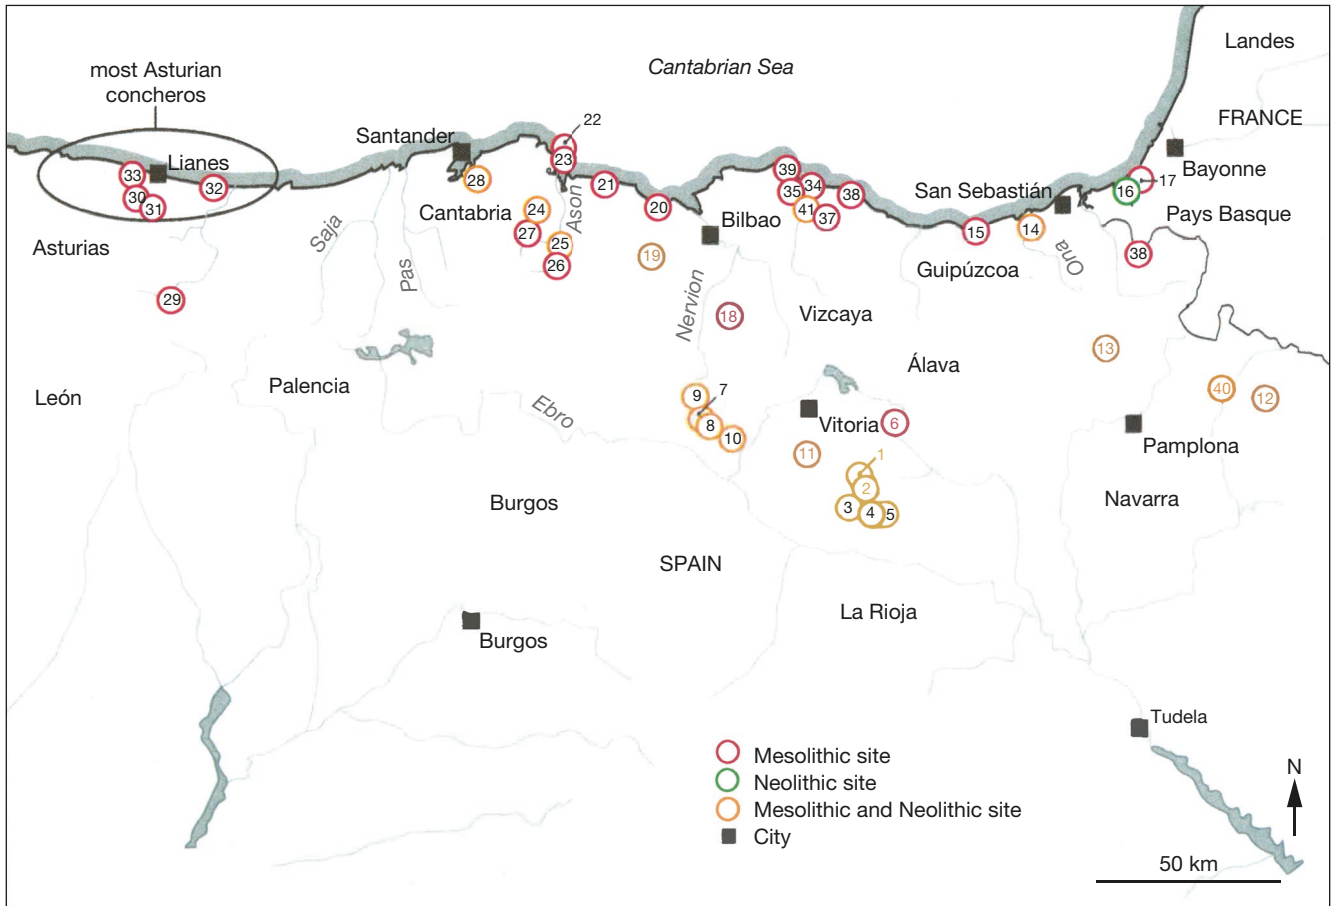 Landes
most Asturian
concheros
Cantabrian Sea
FRANCE
22
Santander
Bayonne
Lianes
23
39
33
17
28
21
35
34
38
San Sebastián
16
32
30
31
Cantabria
24
Ason
20
41
37
Pays Basque
Bilbao
14
15
27
25
Asturias
Saja
Pas
26
19
Guipúzcoa
Ona
38
29
Nervion
18
Vizcaya
13
Álava
León
Palencia
9
7
40
12
Ebro
8
Vitoria
6
10
Pamplona
11
1
2
Burgos
3
4
5
Navarra
SPAIN
La Rioja
Burgos
Tudela
Mesolithic site
Neolithic site
Mesolithic and Neolithic site
City
N
50 km